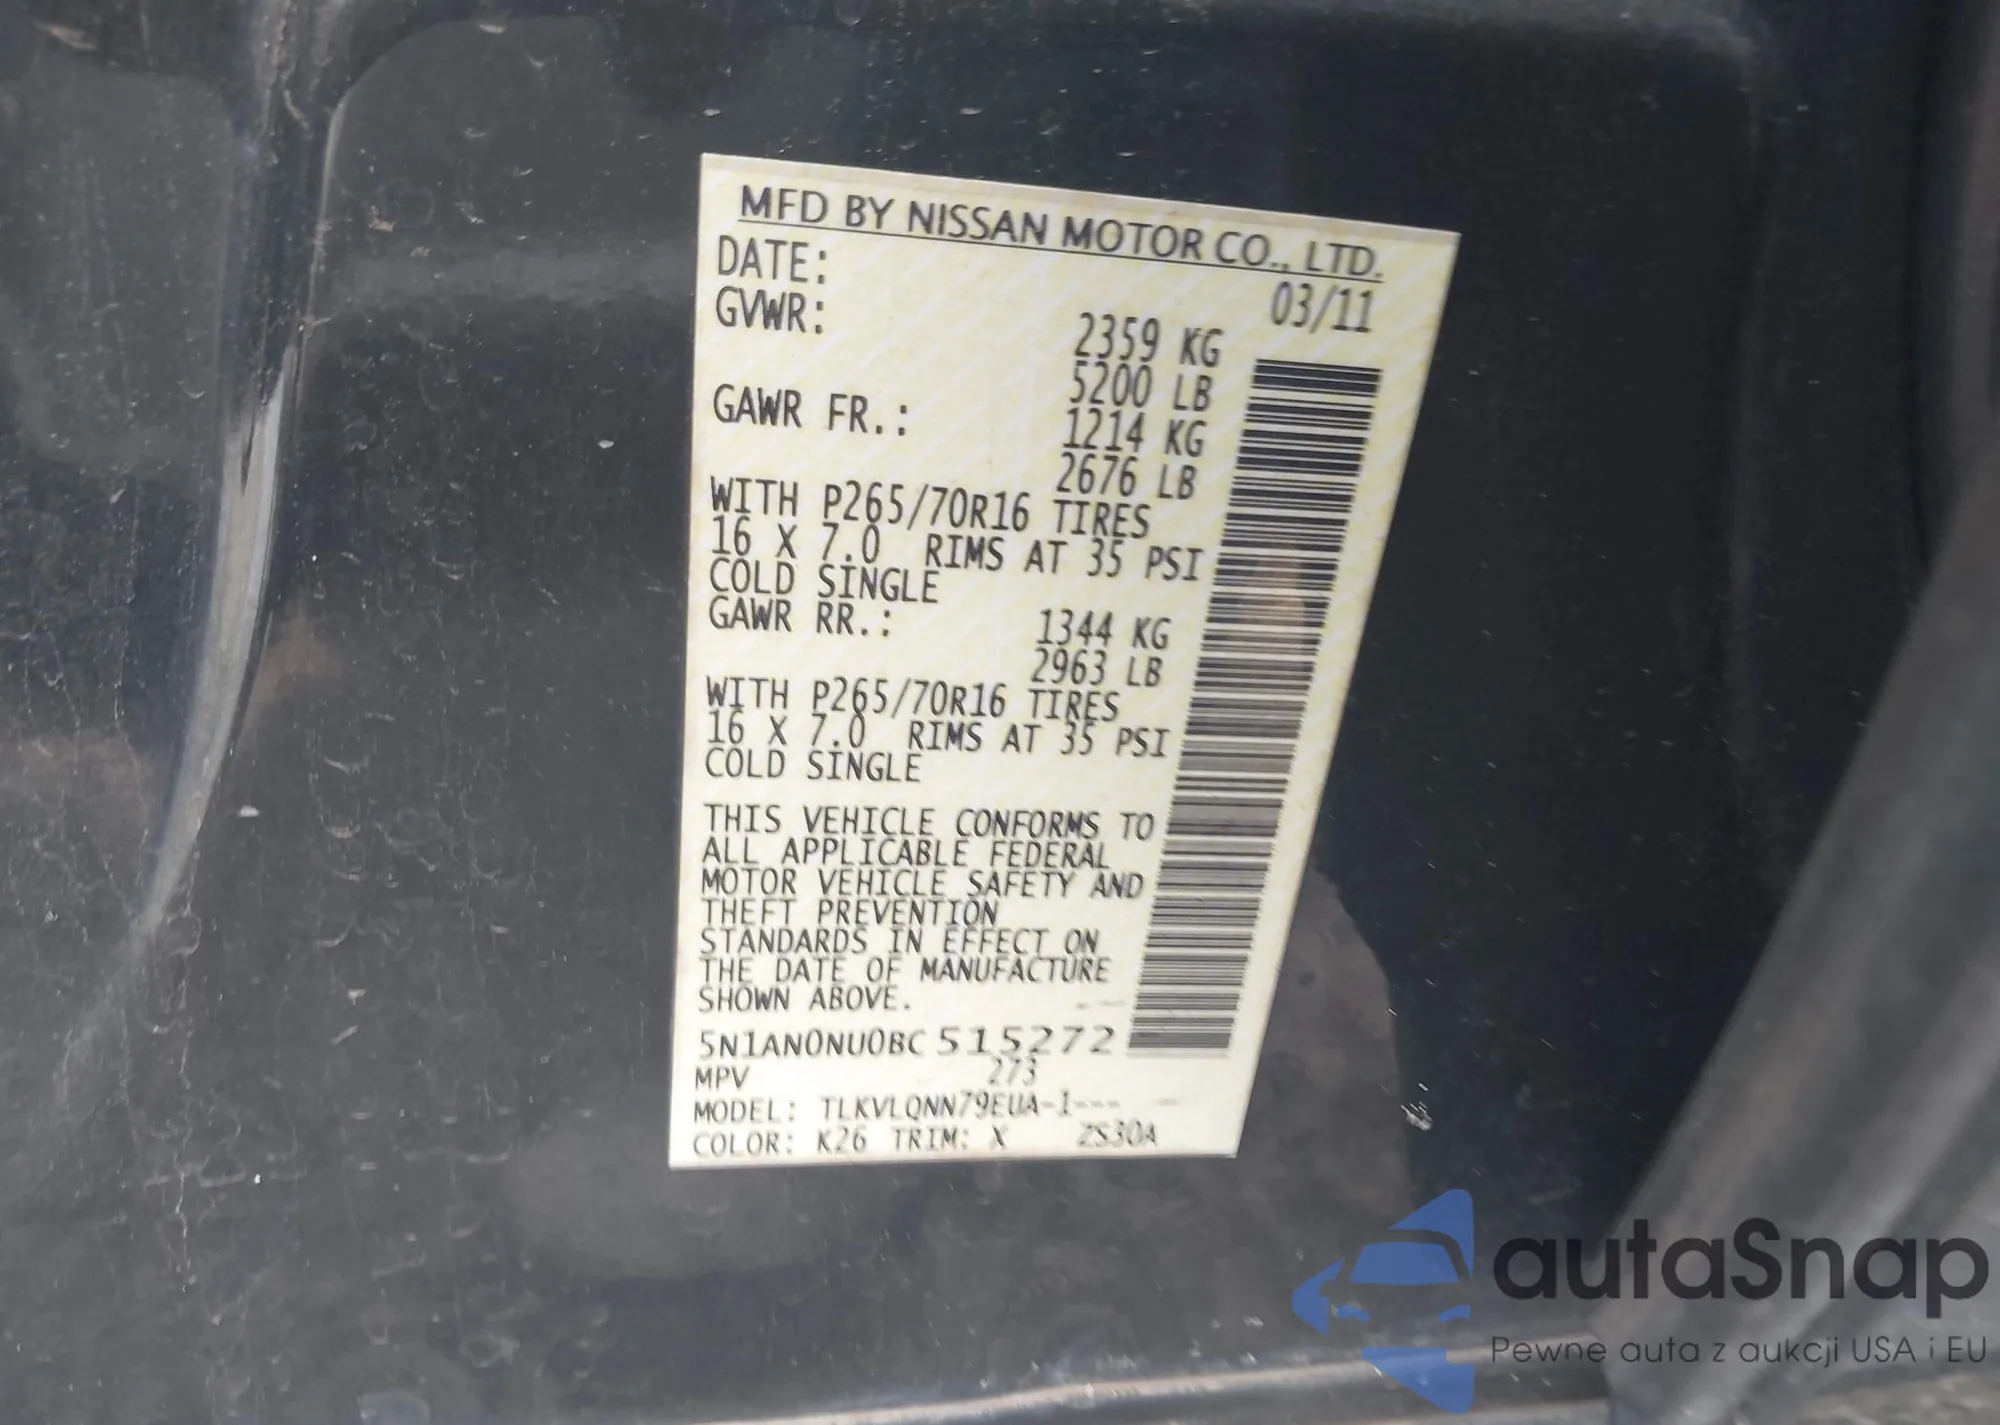 MFD BY NISSAN MOTOR CO., LTD.
DATE: 03/11
GVWR: 2359 KG
5200 LB
GAWR FR.: 1214 KG
2676 LB
WITH P265/70R16 TIRES
16 X 7.0 RIMS AT 35 PSI
COLD SINGLE
GAWR RR.: 1344 KG
2963 LB
WITH P265/70R16 TIRES
16 X 7.0 RIMS AT 35 PSI
COLD SINGLE
THIS VEHICLE CONFORMS TO
ALL APPLICABLE FEDERAL
MOTOR VEHICLE SAFETY AND
THEFT PREVENTION
STANDARDS IN EFFECT ON
THE DATE OF MANUFACTURE
SHOWN ABOVE.
5N1AN0NU0BC 515272
MPV 273
MODEL: TLKVLQNN79EUA-1---
COLOR: K26 TRIM: X ZS30A
autaSnap
Pewne auta z aukcji USA i EU